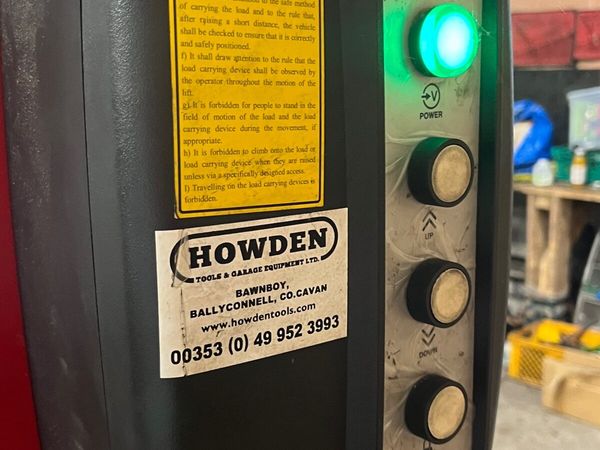 of carrying the load and to the rule that,
after raising a short distance, the vehicle
shall be checked to ensure that it is correctly
and safely positioned.
f) It shall draw attention to the rule that the
load carrying device shall be observed by
the operator throughout the motion of the
lift.
g) It is forbidden for people to stand in the
field of motion of the load and the load
carrying device during the movement, if
appropriate.
h) It is forbidden to climb onto the load or
load carrying device when they are raised
unless via a specifically designed access.
I) Travelling on the load carrying devices is
forbidden.
HOWDEN
TOOLS & GARAGE EQUIPMENT LTD.
BAWNBOY,
BALLYCONNELL, CO.CAVAN
www.howdentools.com
00353 (0) 49 952 3993
V
POWER
UP
DOWN